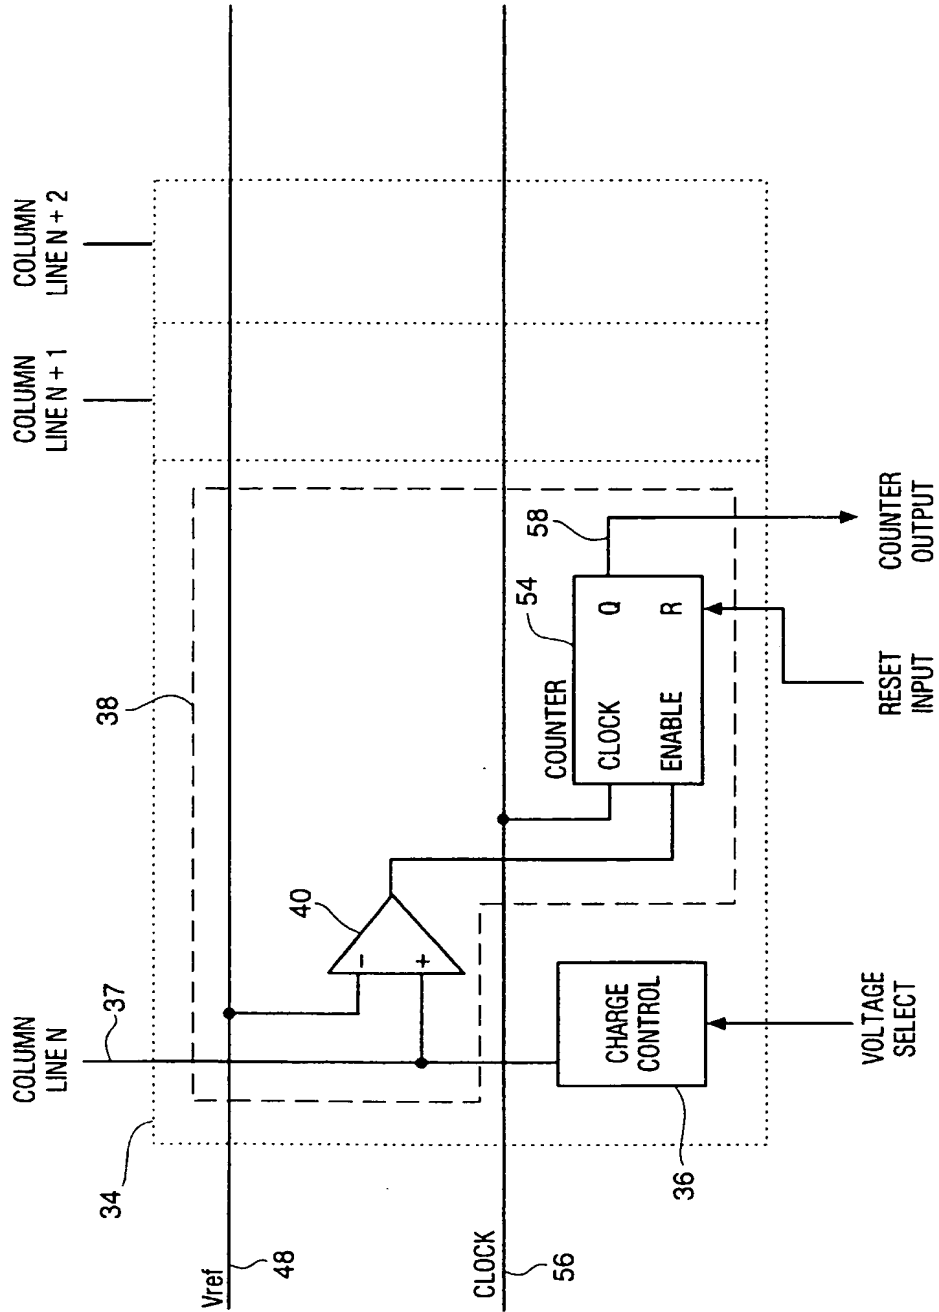 COLUMN
LINE N
37
COLUMN
LINE N + 1
COLUMN
LINE N + 2
34
38
Vref
48
40
−
+
CLOCK
56
COUNTER
54
CLOCK
Q
ENABLE
R
58
CHARGE
CONTROL
36
VOLTAGE
SELECT
RESET
INPUT
COUNTER
OUTPUT